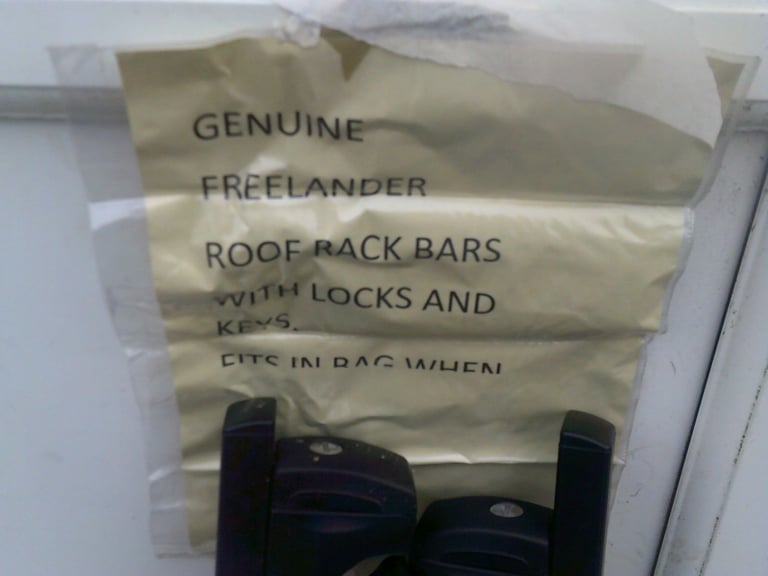 GENUINE
FREELANDER
ROOF RACK BARS
WITH LOCKS AND
KEYS.
FITS IN BAG WHEN